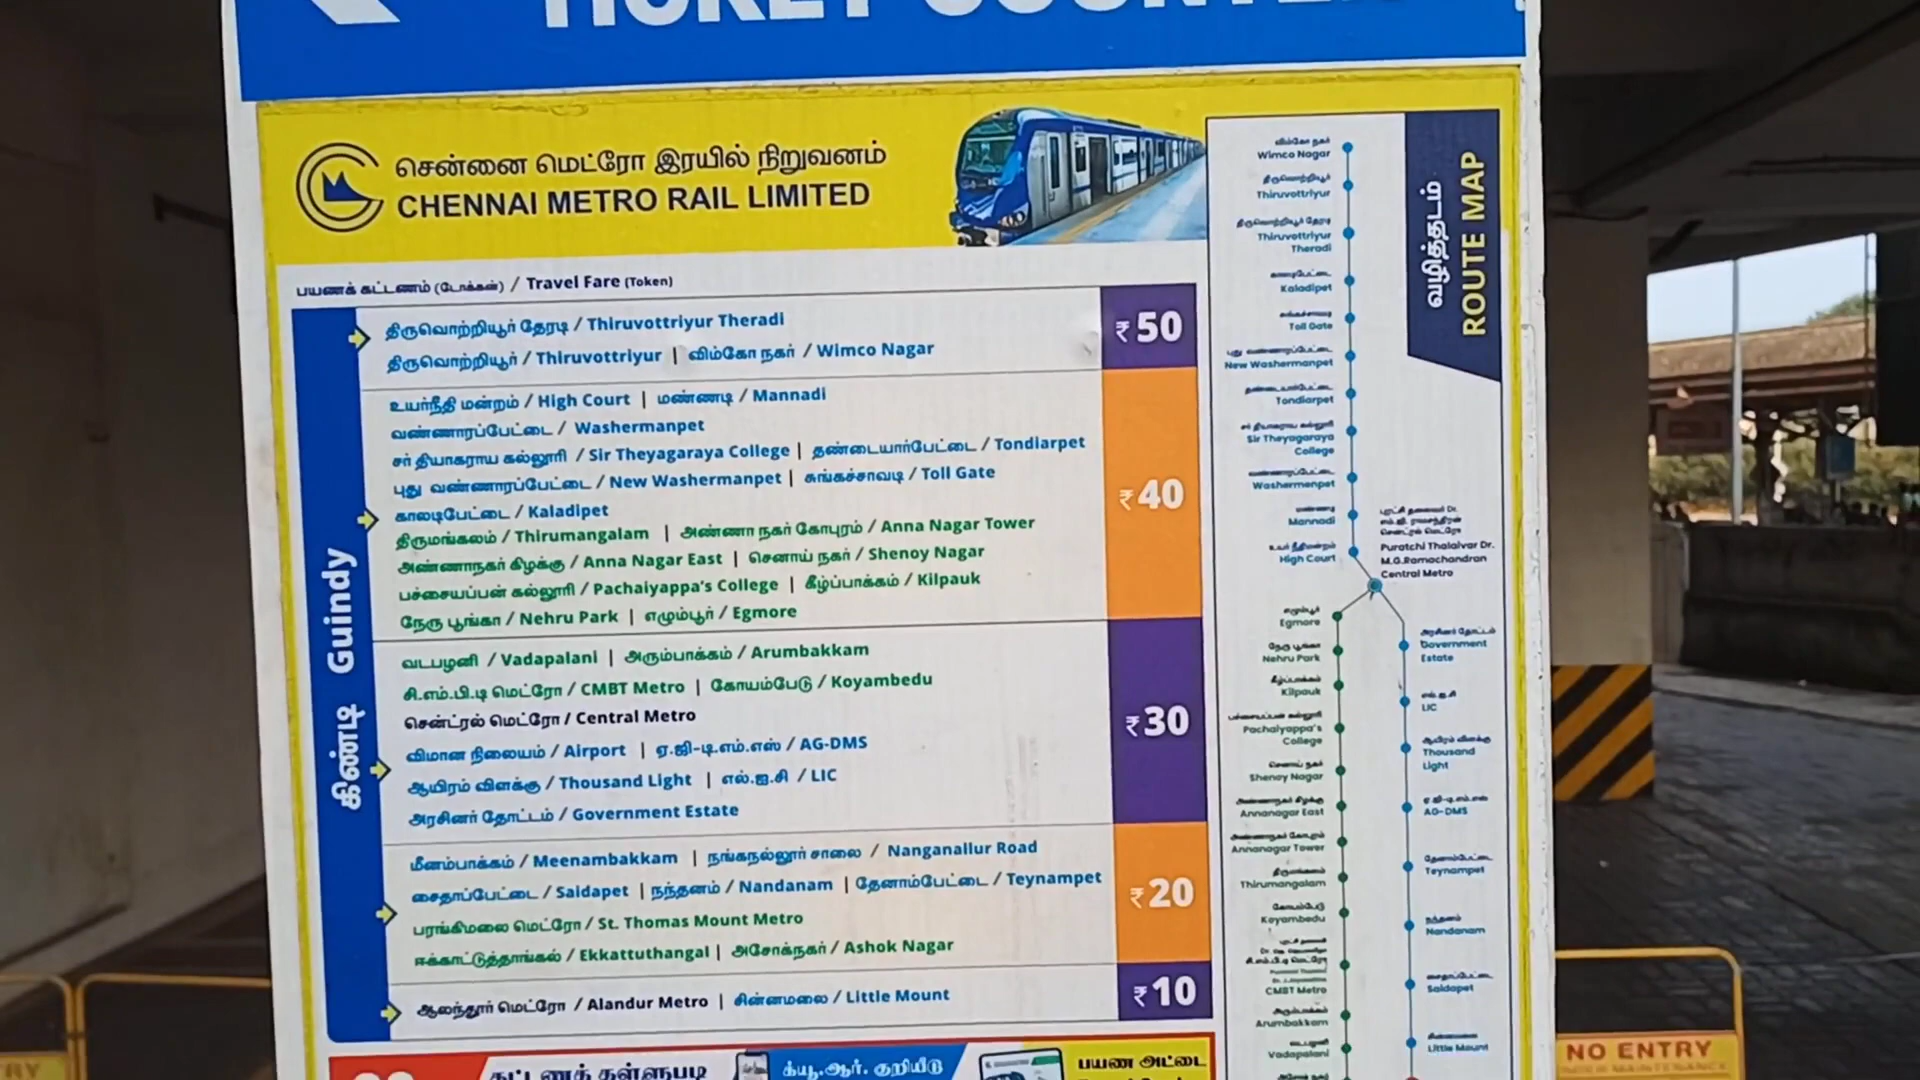 TICKET COUNTER
சென்னை மெட்ரோ இரயில் நிறுவனம்
CHENNAI METRO RAIL LIMITED
பயணக் கட்டணம் (டோக்கன்) / Travel Fare (Token)
கிண்டி Guindy
திருவொற்றியூர் தேரடி / Thiruvottriyur Theradi
திருவொற்றியூர் / Thiruvottriyur | விம்கோ நகர் / Wimco Nagar
₹ 50
உயர்நீதி மன்றம் / High Court | மண்ணடி / Mannadi
வண்ணாரப்பேட்டை / Washermanpet
சர் தியாகராய கல்லூரி / Sir Theyagaraya College | தண்டையார்பேட்டை / Tondiarpet
புது வண்ணாரப்பேட்டை / New Washermanpet | சுங்கச்சாவடி / Toll Gate
காலடிபேட்டை / Kaladipet
திருமங்கலம் / Thirumangalam | அண்ணா நகர் கோபுரம் / Anna Nagar Tower
அண்ணாநகர் கிழக்கு / Anna Nagar East | செனாய் நகர் / Shenoy Nagar
பச்சையப்பன் கல்லூரி / Pachaiyappa's College | கீழ்ப்பாக்கம் / Kilpauk
நேரு பூங்கா / Nehru Park | எழும்பூர் / Egmore
₹ 40
வடபழனி / Vadapalani | அரும்பாக்கம் / Arumbakkam
சி.எம்.பி.டி மெட்ரோ / CMBT Metro | கோயம்பேடு / Koyambedu
சென்ட்ரல் மெட்ரோ / Central Metro
விமான நிலையம் / Airport | ஏ.ஜி-டி.எம்.எஸ் / AG-DMS
ஆயிரம் விளக்கு / Thousand Light | எல்.ஐ.சி / LIC
அரசினர் தோட்டம் / Government Estate
₹ 30
மீனம்பாக்கம் / Meenambakkam | நங்கநல்லூர் சாலை / Nanganallur Road
சைதாப்பேட்டை / Saidapet | நந்தனம் / Nandanam | தேனாம்பேட்டை / Teynampet
பரங்கிமலை மெட்ரோ / St. Thomas Mount Metro
ஈக்காட்டுத்தாங்கல் / Ekkattuthangal | அசோக்நகர் / Ashok Nagar
₹ 20
ஆலந்தூர் மெட்ரோ / Alandur Metro | சின்னமலை / Little Mount
₹ 10
கட்டணத் தள்ளுபடி
க்யூ.ஆர். குறியீடு
பயண அட்டை
வழித்தடம்
ROUTE MAP
விம்கோ நகர்
Wimco Nagar
திருவொற்றியூர்
Thiruvottriyur
திருவொற்றியூர் தேரடி
Thiruvottriyur
Theradi
காலடிபேட்டை
Kaladipet
சுங்கச்சாவடி
Toll Gate
புது வண்ணாரப்பேட்டை
New Washermanpet
தண்டையார்பேட்டை
Tondiarpet
சர் தியாகராய கல்லூரி
Sir Theyagaraya
College
வண்ணாரப்பேட்டை
Washermenpet
மண்ணடி
Mannadi
உயர் நீதிமன்றம்
High Court
புரட்சி தலைவர் Dr.
எம்.ஜி. ராமசந்திரன்
சென்ட்ரல் மெட்ரோ
Puratchi Thalaivar Dr.
M.G.Ramachandran
Central Metro
எழும்பூர்
Egmore
நேரு பூங்கா
Nehru Park
கீழ்ப்பாக்கம்
Kilpauk
பச்சையப்பன் கல்லூரி
Pachaiyappa's
College
செனாய் நகர்
Shenoy Nagar
அண்ணாநகர் கிழக்கு
Annanagar East
அண்ணாநகர் கோபுரம்
Annanagar Tower
திருமங்கலம்
Thirumangalam
கோயம்பேடு
Koyambedu
சி.எம்.பி.டி மெட்ரோ
CMBT Metro
அரும்பாக்கம்
Arumbakkam
வடபழனி
Vadapalani
அரசினர் தோட்டம்
Government
Estate
எல்.ஐ.சி
LIC
ஆயிரம் விளக்கு
Thousand
Light
ஏ.ஜி-டி.எம்.எஸ்
AG-DMS
தேனாம்பேட்டை
Teynampet
நந்தனம்
Nandanam
சைதாப்பேட்டை
Saidapet
சின்னமலை
Little Mount
NO ENTRY